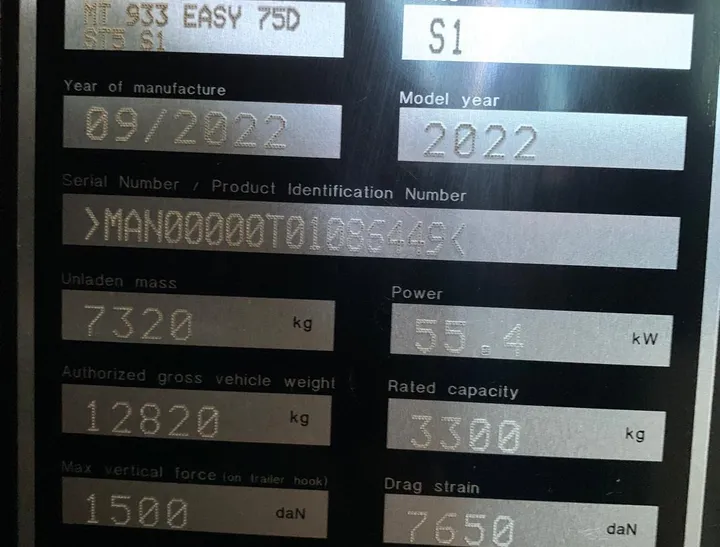 MT 933 EASY 75D
ST5 S1
S1
Year of manufacture
Model year
09/2022
2022
Serial Number / Product Identification Number
>MAN00000T01086449<
Unladen mass
Power
7320 kg
55.4 kW
Authorized gross vehicle weight
Rated capacity
12820 kg
3300 kg
Max vertical force (on trailer hook)
Drag strain
1500 daN
7650 daN